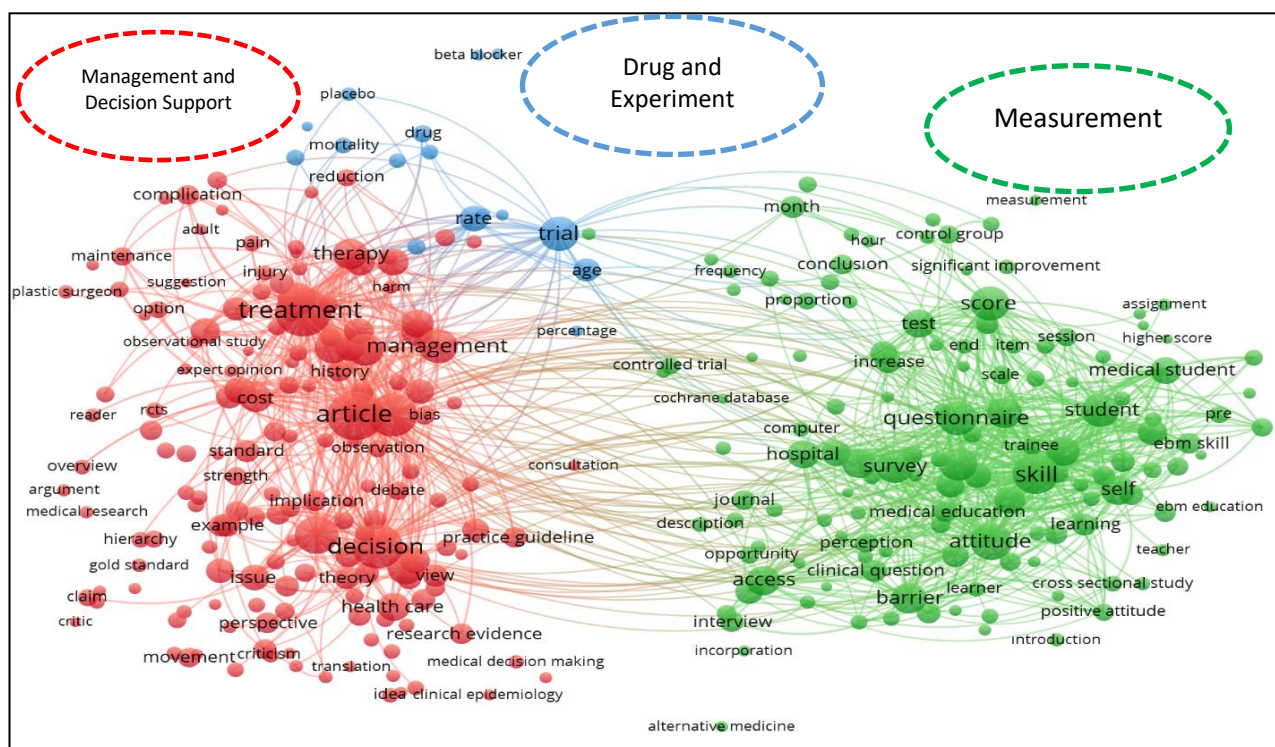 Management and
Decision Support
Drug and
Experiment
Measurement
beta blocker
placebo
drug
mortality
reduction
complication
adult
pain
maintenance
injury
suggestion
plastic surgeon
option
therapy
harm
rate
trial
age
percentage
treatment
observational study
management
expert opinion
history
cost
reader
rcts
article
bias
standard
observation
overview
strength
argument
implication
debate
consultation
medical research
example
hierarchy
gold standard
decision
practice guideline
issue
theory
view
claim
critic
health care
perspective
research evidence
movement
criticism
translation
medical decision making
idea
clinical epidemiology
month
measurement
hour
control group
conclusion
significant improvement
frequency
proportion
score
assignment
test
end
item
session
higher score
controlled trial
increase
scale
medical student
cochrane database
questionnaire
student
pre
computer
trainee
ebm skill
hospital
survey
skill
self
journal
medical education
ebm education
description
learning
opportunity
perception
attitude
teacher
access
clinical question
learner
cross sectional study
barrier
positive attitude
interview
introduction
incorporation
alternative medicine